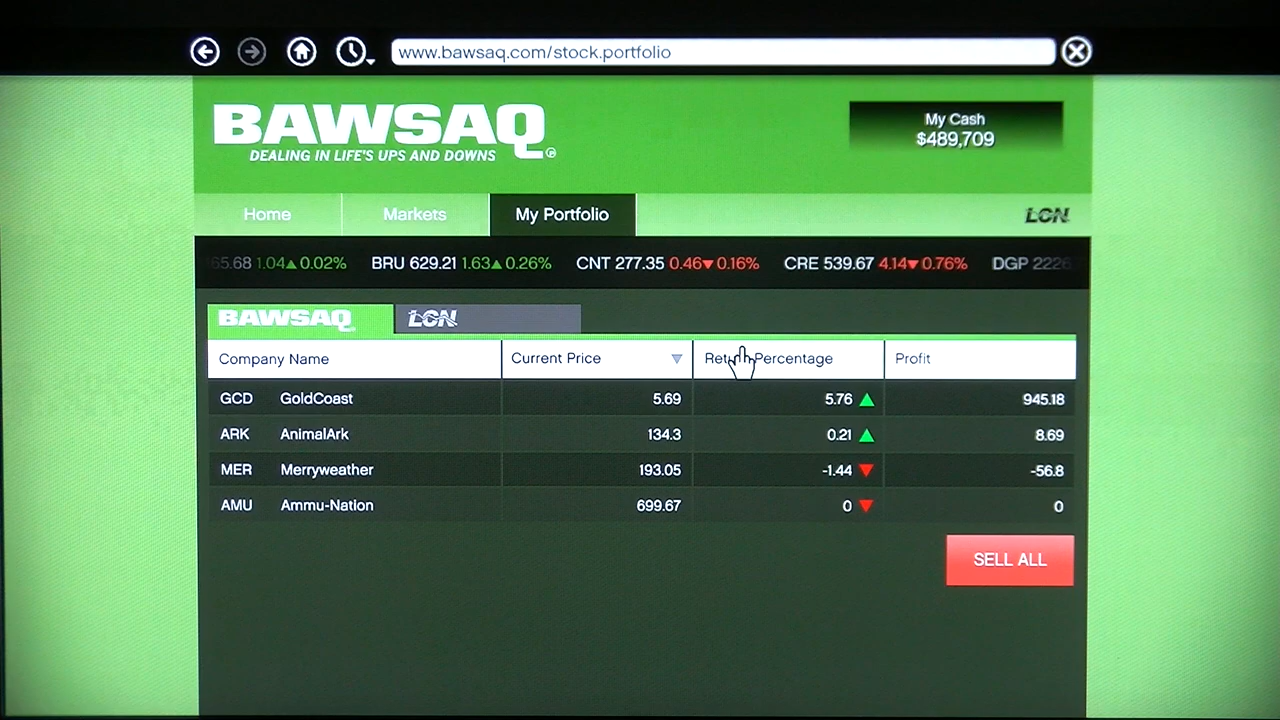 www.bawsaq.com/stock.portfolio
BAWSAQ
DEALING IN LIFE'S UPS AND DOWNS
My Cash
$489,709
Home Markets My Portfolio LCN
65.68 1.04▲0.02% BRU 629.21 1.63▲0.26% CNT 277.35 0.46▼0.16% CRE 539.67 4.14▼0.76% DGP 2226
BAWSAQ LCN
Company Name Current Price ▼ Return Percentage Profit
GCD GoldCoast 5.69 5.76 ▲ 945.18
ARK AnimalArk 134.3 0.21 ▲ 8.69
MER Merryweather 193.05 -1.44 ▼ -56.8
AMU Ammu-Nation 699.67 0 ▼ 0
SELL ALL